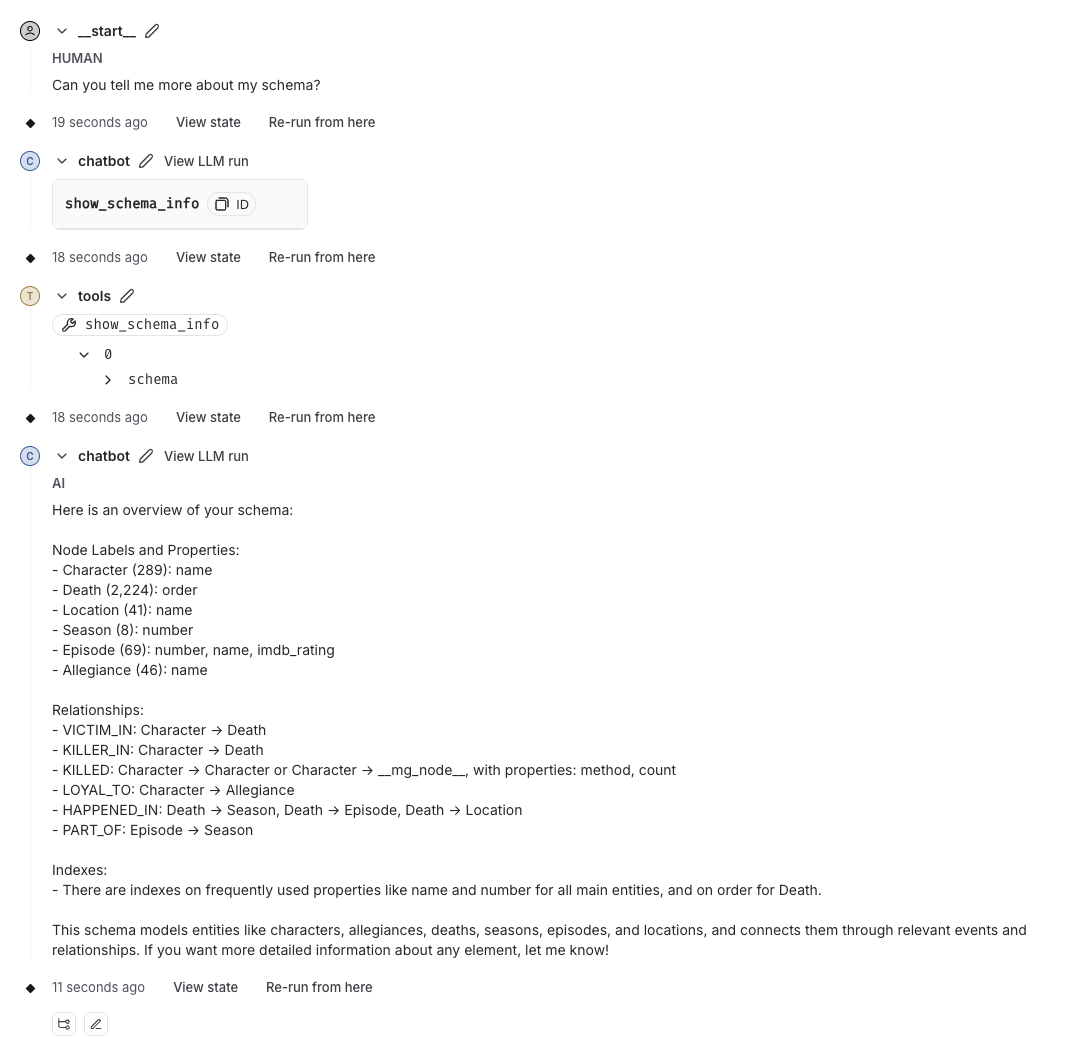 __start__
HUMAN
Can you tell me more about my schema?
19 seconds ago View state Re-run from here
C chatbot View LLM run
show_schema_info ID
18 seconds ago View state Re-run from here
T tools
show_schema_info
0
schema
18 seconds ago View state Re-run from here
C chatbot View LLM run
AI
Here is an overview of your schema:
Node Labels and Properties:
- Character (289): name
- Death (2,224): order
- Location (41): name
- Season (8): number
- Episode (69): number, name, imdb_rating
- Allegiance (46): name
Relationships:
- VICTIM_IN: Character → Death
- KILLER_IN: Character → Death
- KILLED: Character → Character or Character → __mg_node__, with properties: method, count
- LOYAL_TO: Character → Allegiance
- HAPPENED_IN: Death → Season, Death → Episode, Death → Location
- PART_OF: Episode → Season
Indexes:
- There are indexes on frequently used properties like name and number for all main entities, and on order for Death.
This schema models entities like characters, allegiances, deaths, seasons, episodes, and locations, and connects them through relevant events and
relationships. If you want more detailed information about any element, let me know!
11 seconds ago View state Re-run from here